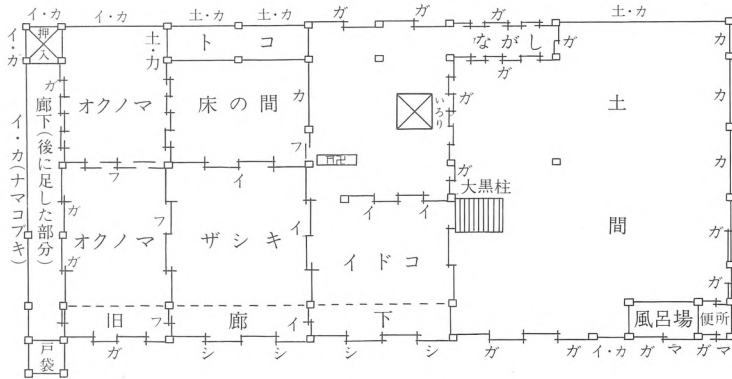 イ・カ
イ・カ
土・カ
土・カ
ガ
ガ
ガ
ガ
土・カ
イ・カ
押入
土・カ
トコ
ながし
ガ
カ
ガ
ガ
オクノマ
床の間
カ
ガ
いろり
土
カ
廊下(後に足した部分)
イ・カ(ナマコブキ)
フ
フ
イ
ガ
大黒柱
カ
ガ
オクノマ
フ
ザシキ
イ
イ
イ
イドコ
間
ガ
ガ
ガ
旧
フ
廊
イ
下
風呂場
便所
戸袋
ガ
シ
シ
シ
シ
ガ
ガ
イ・カ
ガ
マ
ガ
マ